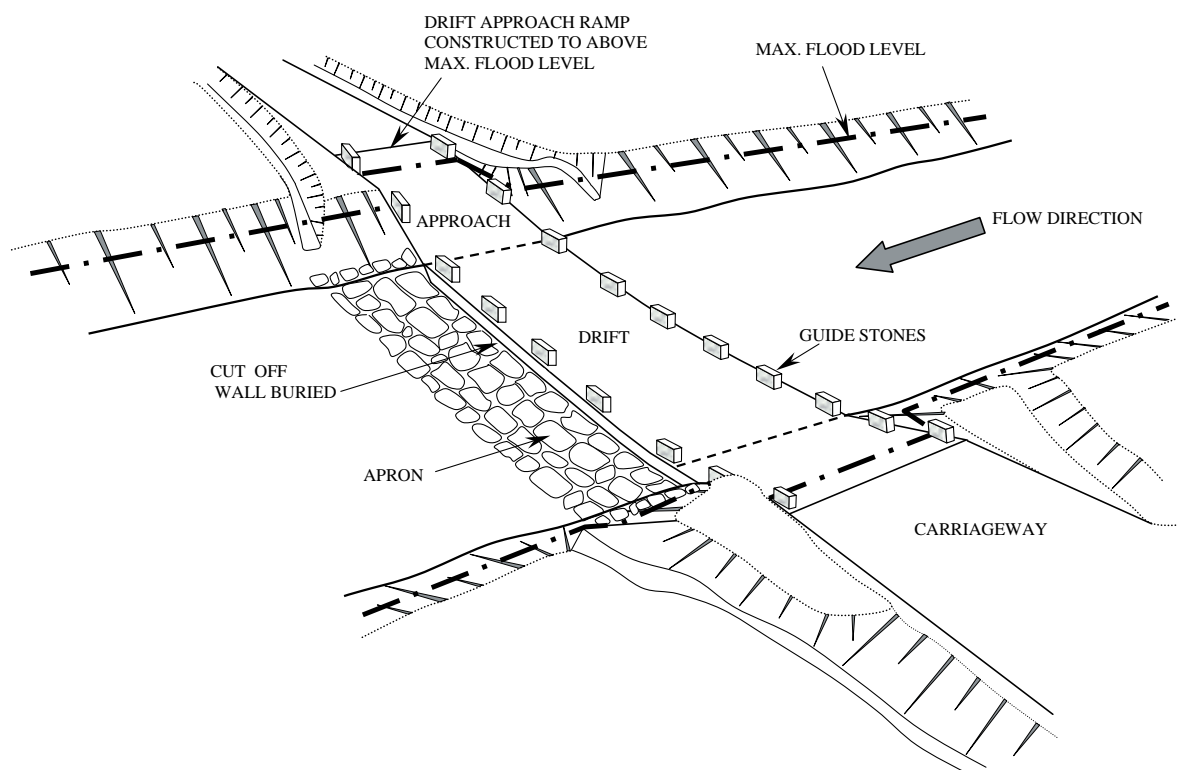 DRIFT APPROACH RAMP
CONSTRUCTED TO ABOVE
MAX. FLOOD LEVEL
MAX. FLOOD LEVEL
APPROACH
FLOW DIRECTION
DRIFT
GUIDE STONES
CUT OFF
WALL BURIED
APRON
CARRIAGEWAY